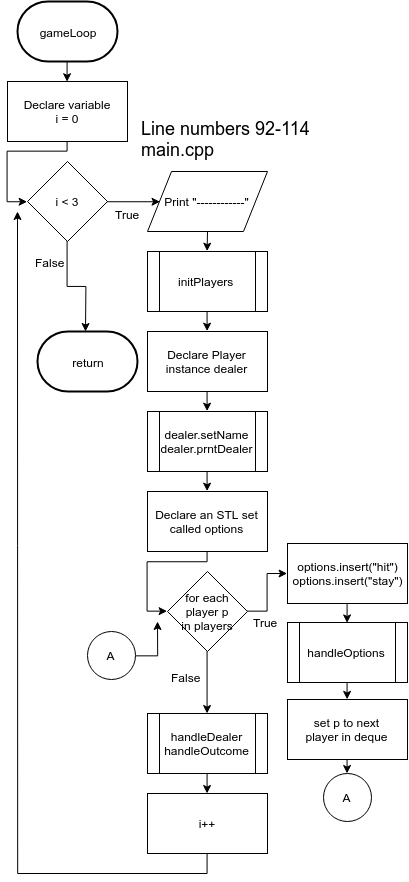 gameLoop
Declare variable
i = 0
Line numbers 92-114
main.cpp
i < 3
True
Print "------------"
False
initPlayers
return
Declare Player
instance dealer
dealer.setName
dealer.prntDealer
Declare an STL set
called options
for each
player p
in players
True
options.insert("hit")
options.insert("stay")
A
handleOptions
False
set p to next
player in deque
handleDealer
handleOutcome
A
i++